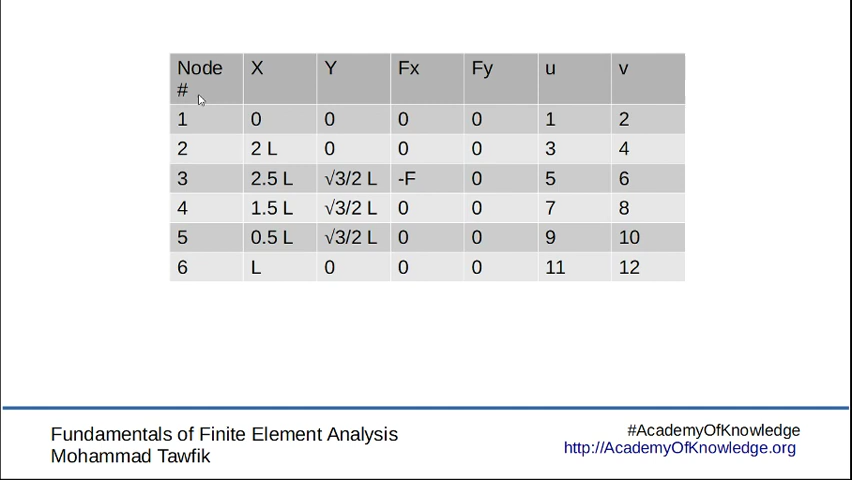 Node # X Y Fx Fy u v
1 0 0 0 0 1 2
2 2 L 0 0 0 3 4
3 2.5 L √3/2 L -F 0 5 6
4 1.5 L √3/2 L 0 0 7 8
5 0.5 L √3/2 L 0 0 9 10
6 L 0 0 0 11 12
Fundamentals of Finite Element Analysis
Mohammad Tawfik
#AcademyOfKnowledge
http://AcademyOfKnowledge.org